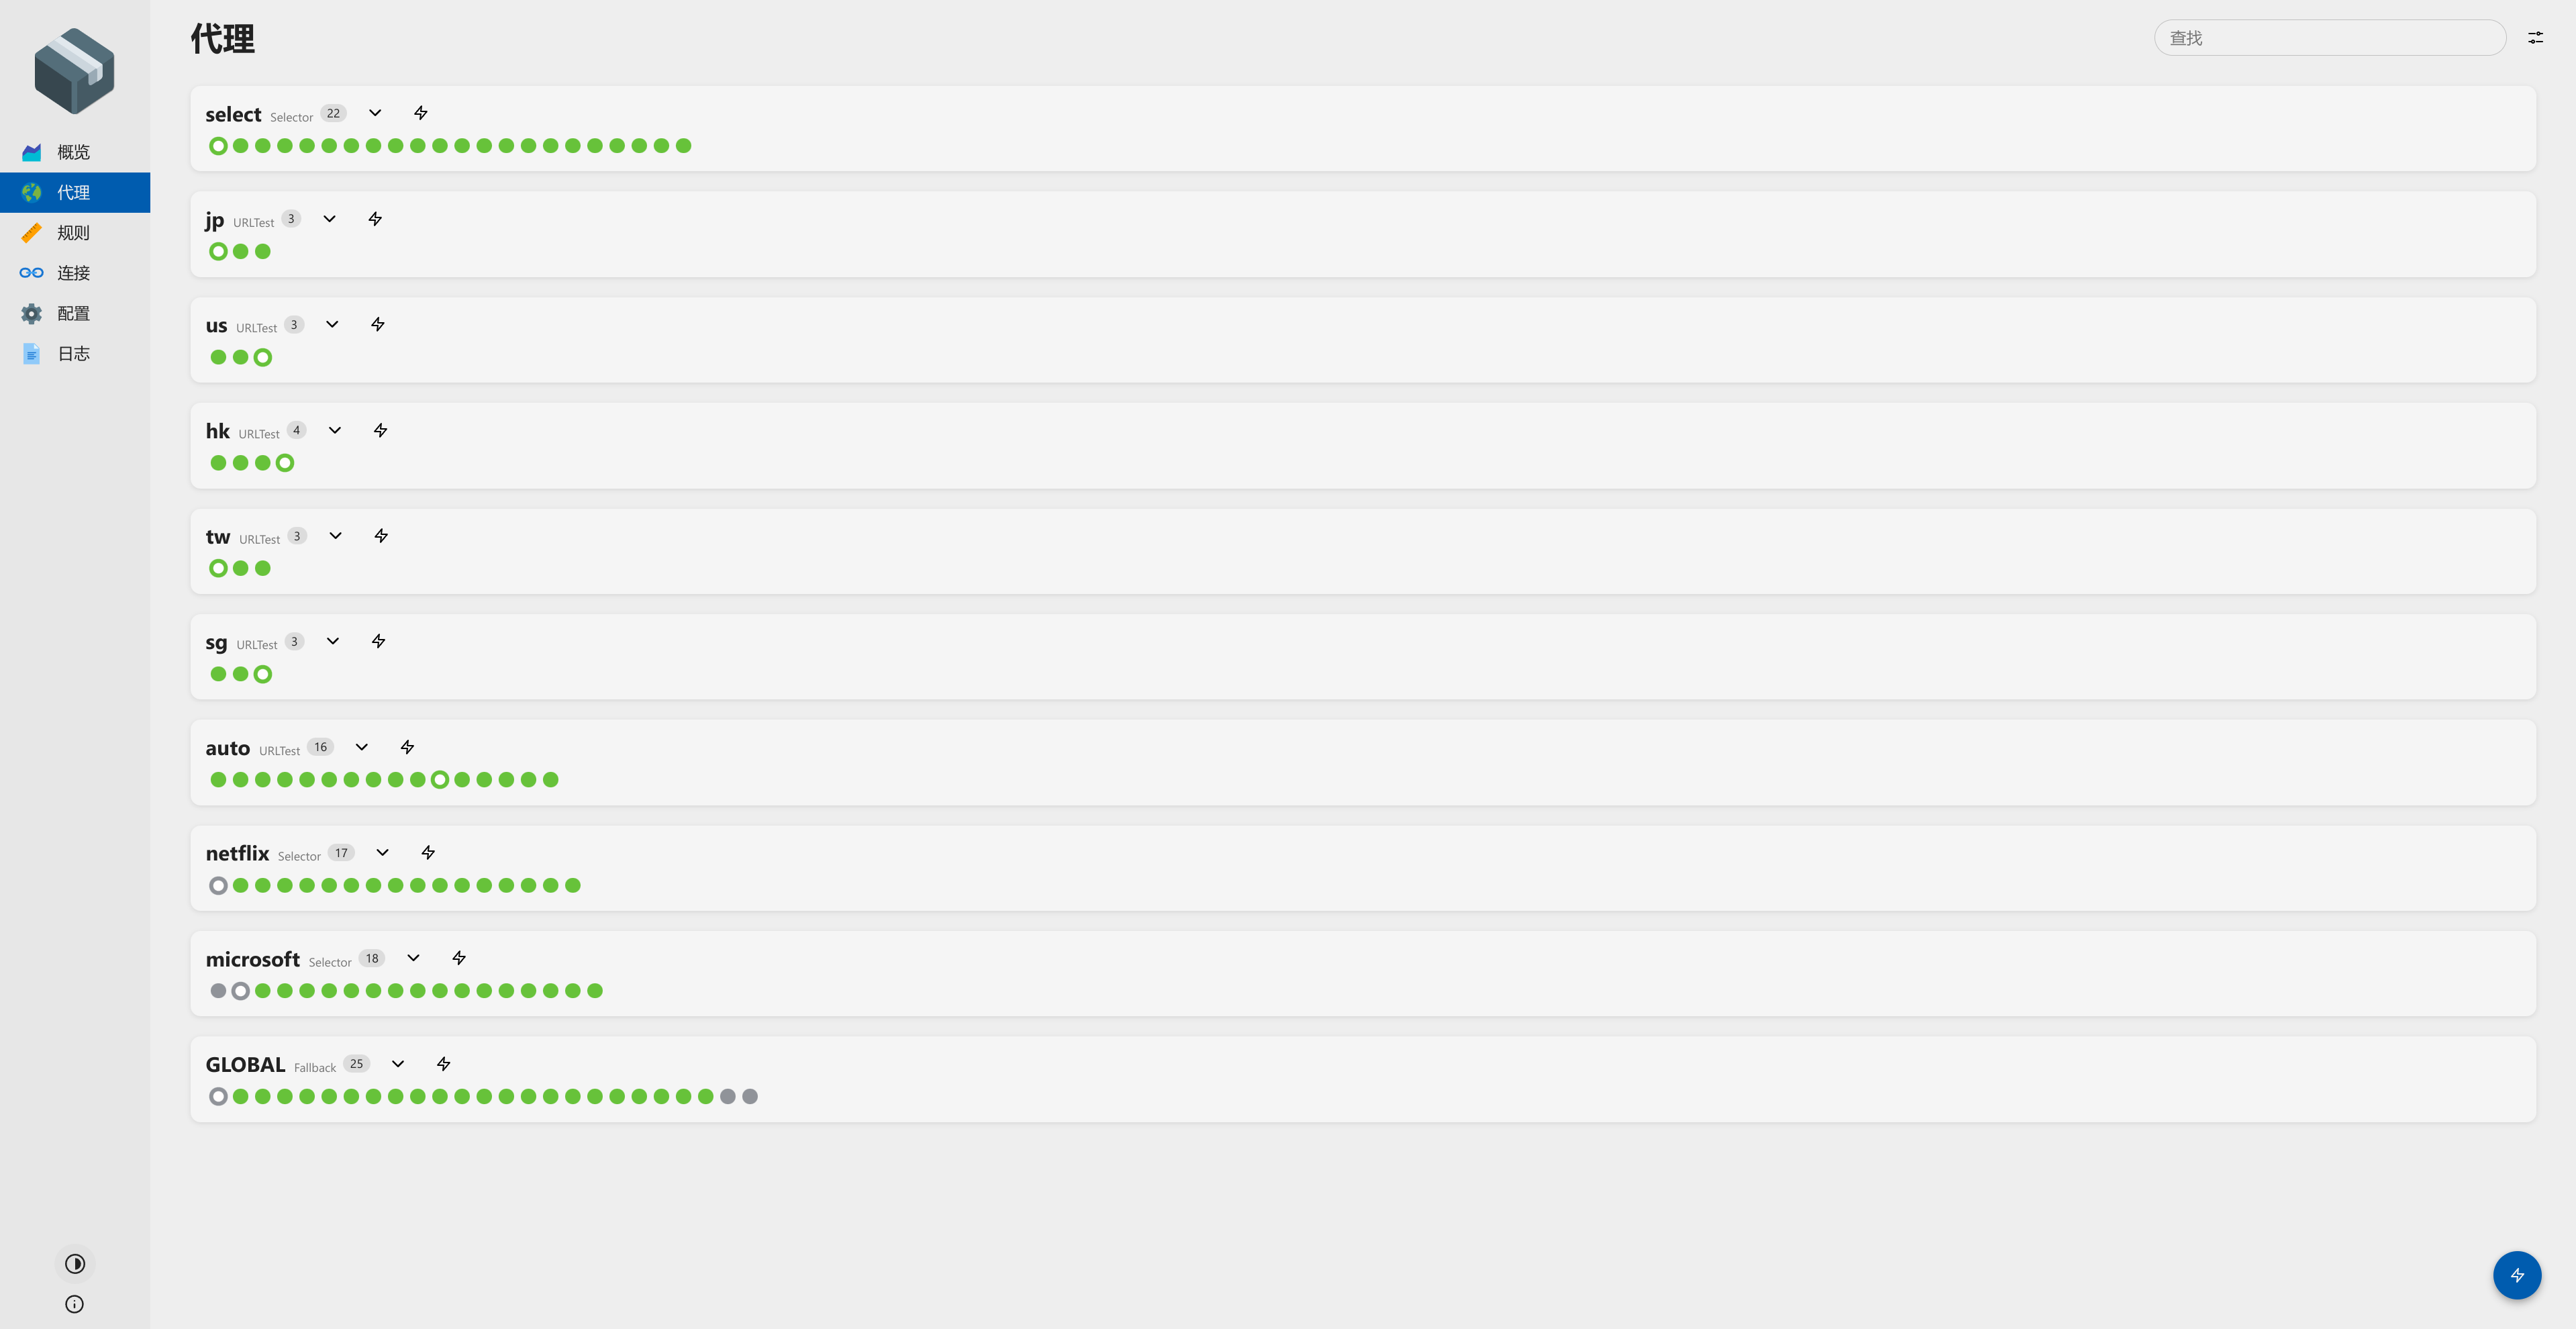 代理
查找
概览
代理
规则
连接
配置
日志
select Selector 22
jp URLTest 3
us URLTest 3
hk URLTest 4
tw URLTest 3
sg URLTest 3
auto URLTest 16
netflix Selector 17
microsoft Selector 18
GLOBAL Fallback 25